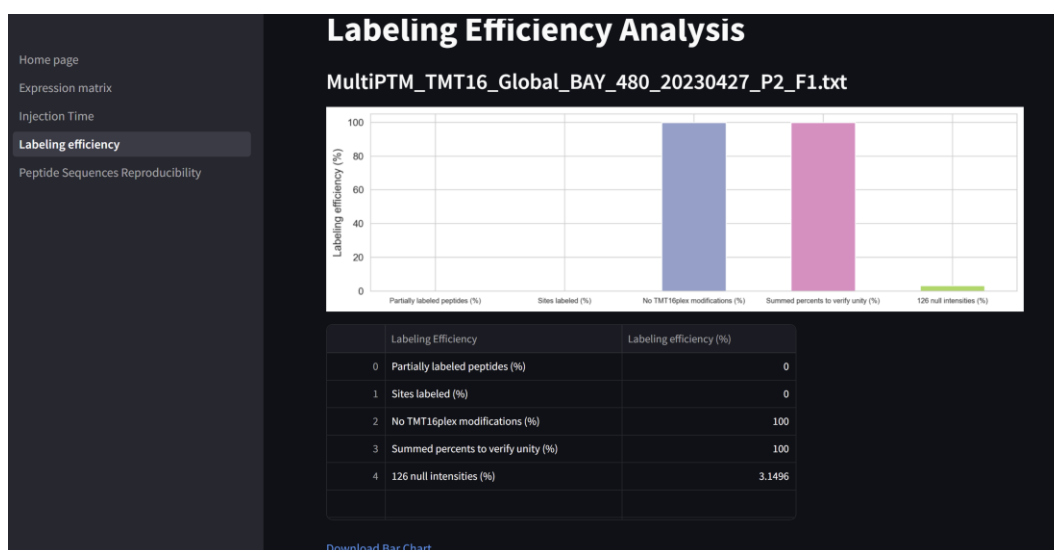 Home page
Expression matrix
Injection Time
Labeling efficiency
Peptide Sequences Reproducibility
Labeling Efficiency Analysis
MultiPTM_TMT16_Global_BAY_480_20230427_P2_F1.txt
Labeling efficiency (%)
100
80
60
40
20
0
Partially labeled peptides (%) Sites labeled (%) No TMT16plex modifications (%) Summed percents to verify unity (%) 126 null intensities (%)
Labeling Efficiency Labeling efficiency (%)
0 Partially labeled peptides (%) 0
1 Sites labeled (%) 0
2 No TMT16plex modifications (%) 100
3 Summed percents to verify unity (%) 100
4 126 null intensities (%) 3.1496
Download Bar Chart